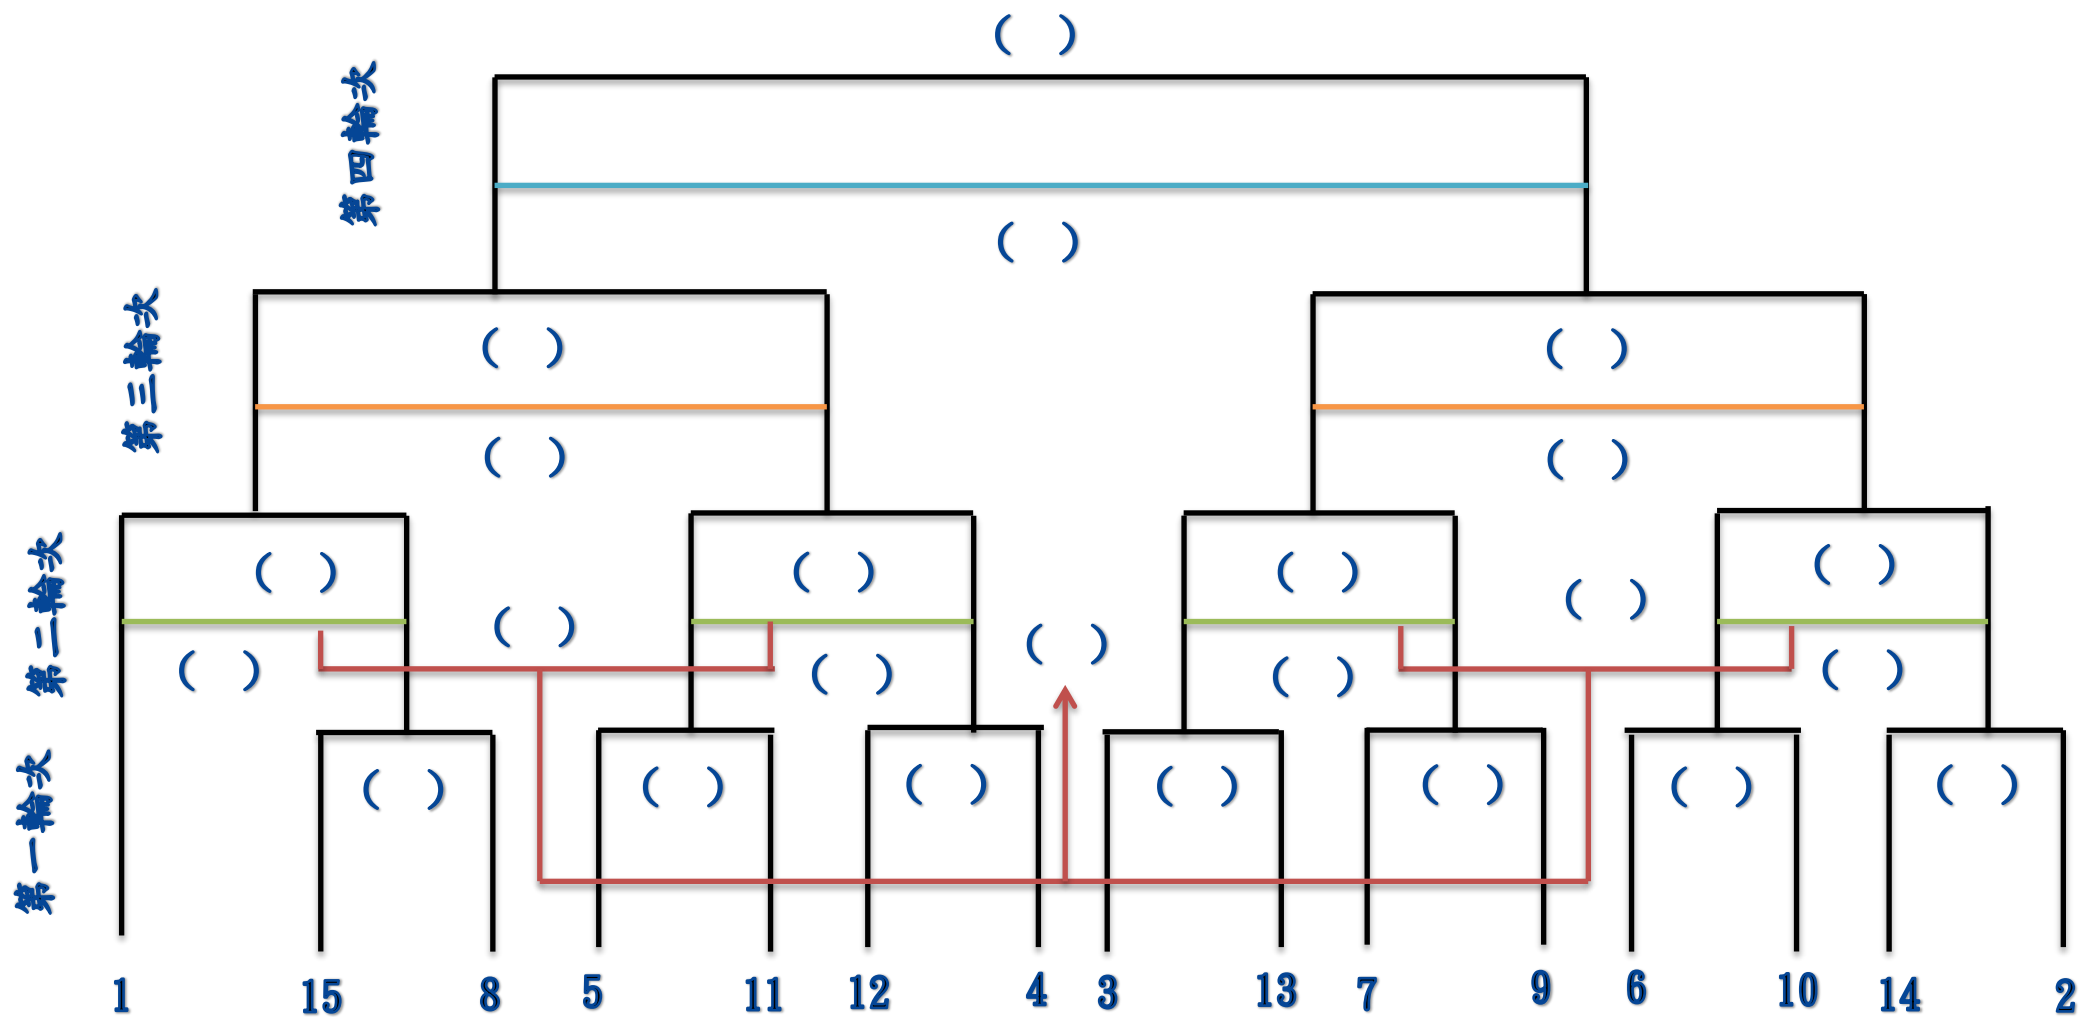 ( )
第四輪次
( )
第三輪次
( ) ( )
( ) ( )
第二輪次
( ) ( ) ( ) ( )
( ) ( ) ( )
( ) ( ) ( ) ( )
第一輪次
( ) ( ) ( ) ( ) ( ) ( ) ( )
1 15 8 5 11 12 4 3 13 7 9 6 10 14 2